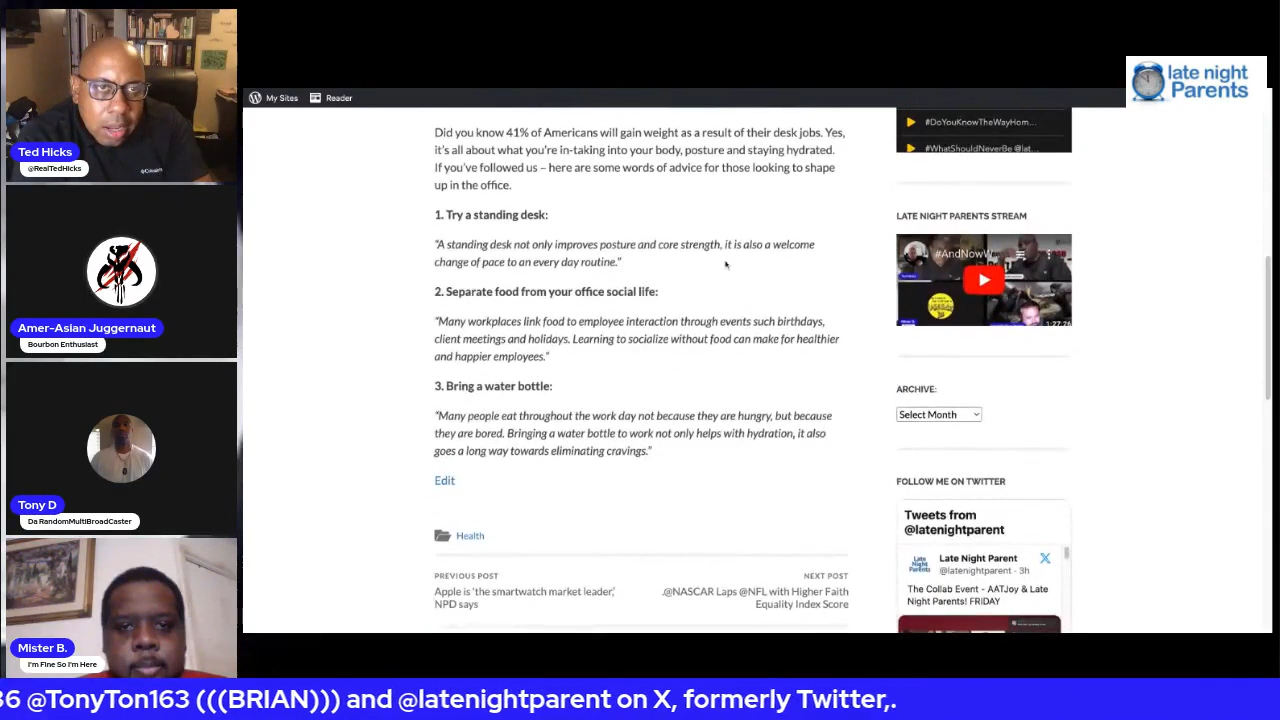 Ted Hicks
@RealTedHicks
Amer-Asian Juggernaut
Bourbon Enthusiast
Tony D
Da RandomMultiBroadCaster
Mister B.
I'm Fine So I'm Here
late night
Parents
My Sites
Reader
Did you know 41% of Americans will gain weight as a result of their desk jobs. Yes,
it's all about what you're in-taking into your body, posture and staying hydrated.
If you've followed us – here are some words of advice for those looking to shape
up in the office.
1. Try a standing desk:
“A standing desk not only improves posture and core strength, it is also a welcome
change of pace to an every day routine.”
2. Separate food from your office social life:
“Many workplaces link food to employee interaction through events such birthdays,
client meetings and holidays. Learning to socialize without food can make for healthier
and happier employees.”
3. Bring a water bottle:
“Many people eat throughout the work day not because they are hungry, but because
they are bored. Bringing a water bottle to work not only helps with hydration, it also
goes a long way towards eliminating cravings.”
Edit
Health
PREVIOUS POST
Apple is ‘the smartwatch market leader,’
NPD says
NEXT POST
.@NASCAR Laps @NFL with Higher Faith
Equality Index Score
#DoYouKnowTheWayHom...
#WhatShouldNeverBe @lat...
LATE NIGHT PARENTS STREAM
#AndNowW
1:27:26
ARCHIVE:
Select Month
FOLLOW ME ON TWITTER
Tweets from
@latenightparent
Late Night Parent
@latenightparent · 3h
The Collab Event - AATJoy & Late
Night Parents! FRIDAY
36 @TonyTon163 (((BRIAN))) and @latenightparent on X, formerly Twitter,.